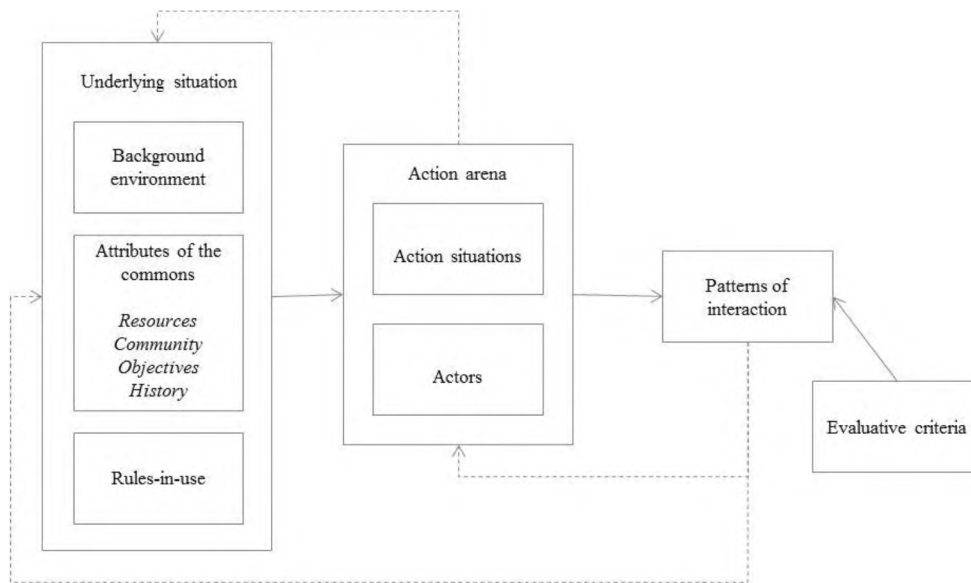 Underlying situation
Background
environment
Attributes of the
commons
Resources
Community
Objectives
History
Rules-in-use
Action arena
Action situations
Actors
Patterns of
interaction
Evaluative criteria